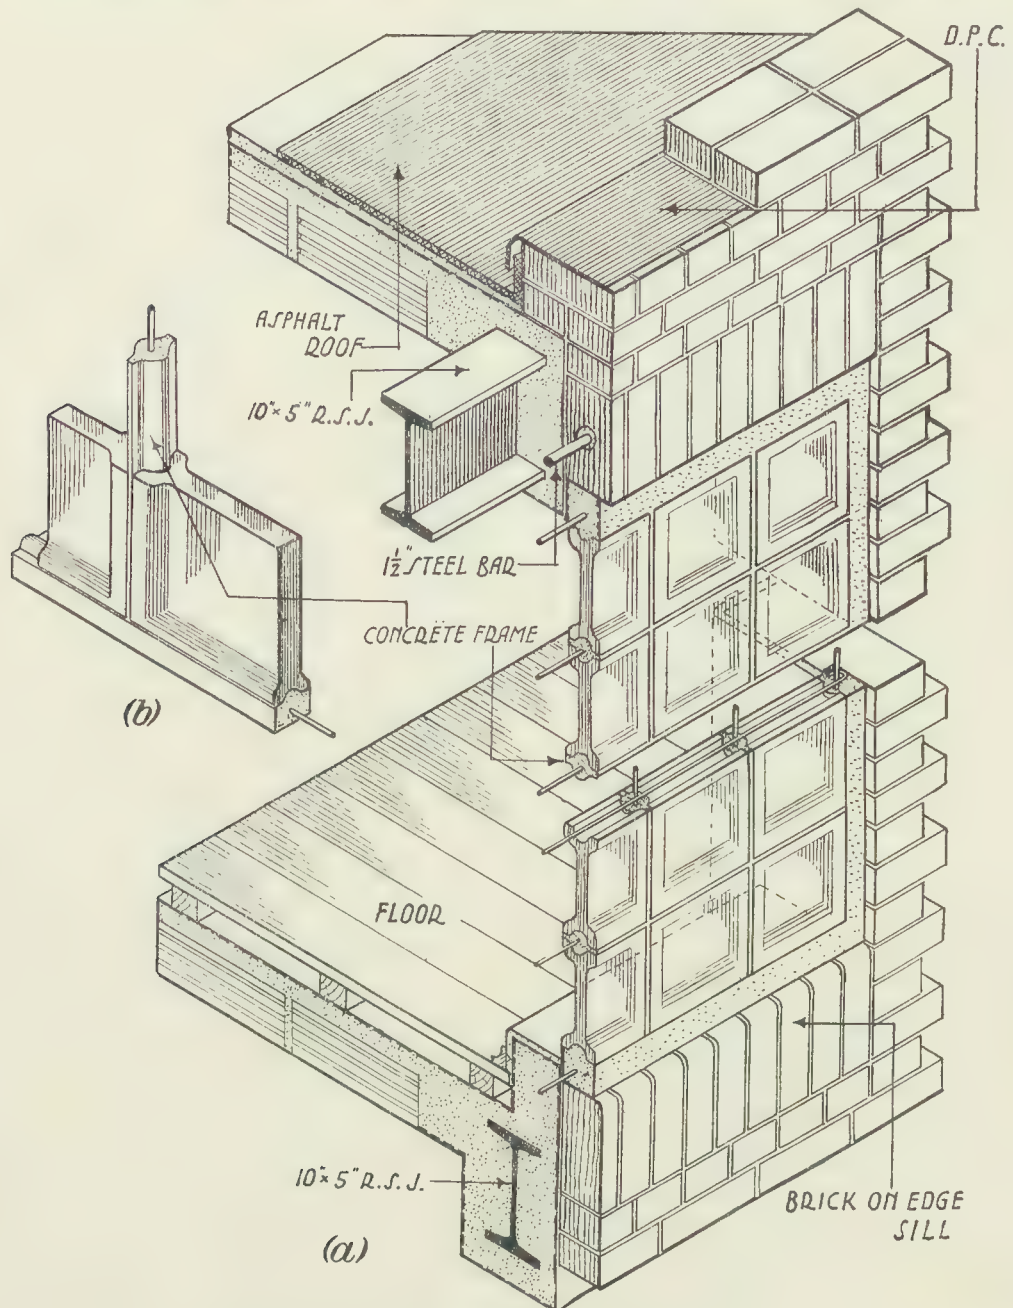 D.P.C.
ASPHALT
ROOF
10"× 5" R.S.J.
1½" STEEL BAR
CONCRETE FRAME
(b)
FLOOR
10"× 5" R.S.J.
BRICK ON EDGE
SILL
(a)